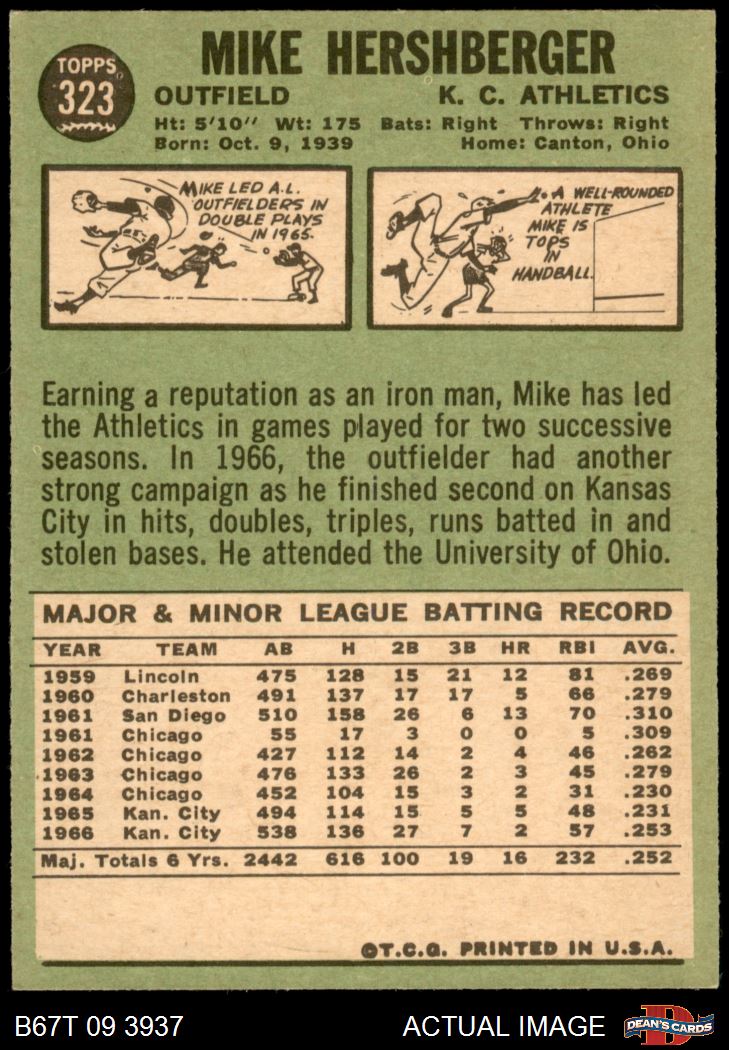 MIKE HERSHBERGER
TOPPS
323
OUTFIELD K. C. ATHLETICS
Ht: 5'10" Wt: 175 Bats: Right Throws: Right
Born: Oct. 9, 1939 Home: Canton, Ohio
MIKE LED A.L.
OUTFIELDERS IN
DOUBLE PLAYS
IN 1965.
A WELL-ROUNDED
ATHLETE
MIKE IS
TOPS
IN
HANDBALL.
Earning a reputation as an iron man, Mike has led
the Athletics in games played for two successive
seasons. In 1966, the outfielder had another
strong campaign as he finished second on Kansas
City in hits, doubles, triples, runs batted in and
stolen bases. He attended the University of Ohio.
MAJOR & MINOR LEAGUE BATTING RECORD
YEAR TEAM AB H 2B 3B HR RBI AVG.
1959 Lincoln 475 128 15 21 12 81 .269
1960 Charleston 491 137 17 17 5 66 .279
1961 San Diego 510 158 26 6 13 70 .310
1961 Chicago 55 17 3 0 0 5 .309
1962 Chicago 427 112 14 2 4 46 .262
1963 Chicago 476 133 26 2 3 45 .279
1964 Chicago 452 104 15 3 2 31 .230
1965 Kan. City 494 114 15 5 5 48 .231
1966 Kan. City 538 136 27 7 2 57 .253
Maj. Totals 6 Yrs. 2442 616 100 19 16 232 .252
©T.C.G. PRINTED IN U.S.A.
B67T 09 3937 ACTUAL IMAGE
D
DEAN'S CARDS